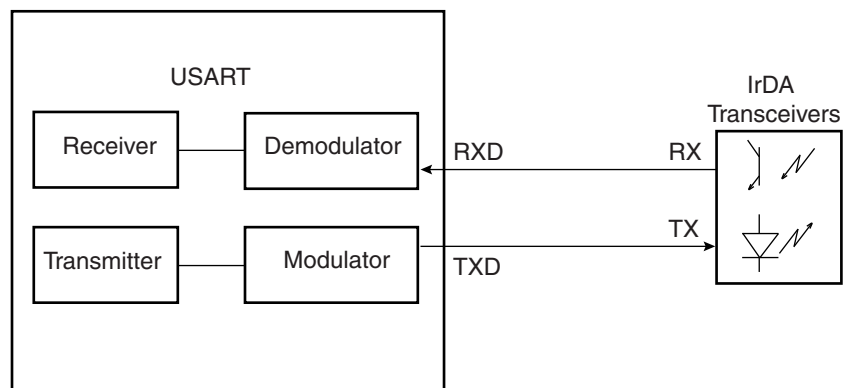 USART
IrDA
Transceivers
Receiver
Demodulator
RXD
RX
TX
Transmitter
Modulator
TXD